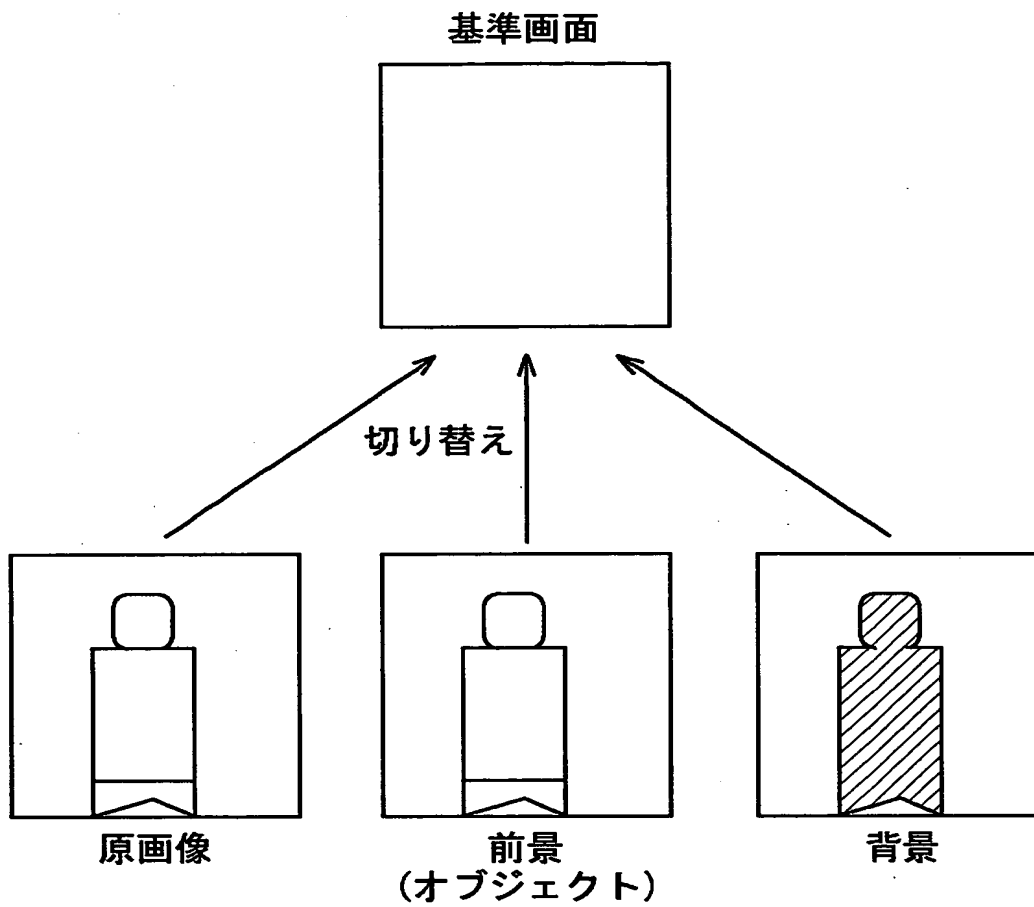 基準画面
切り替え
原画像
前景
(オブジェクト)
背景